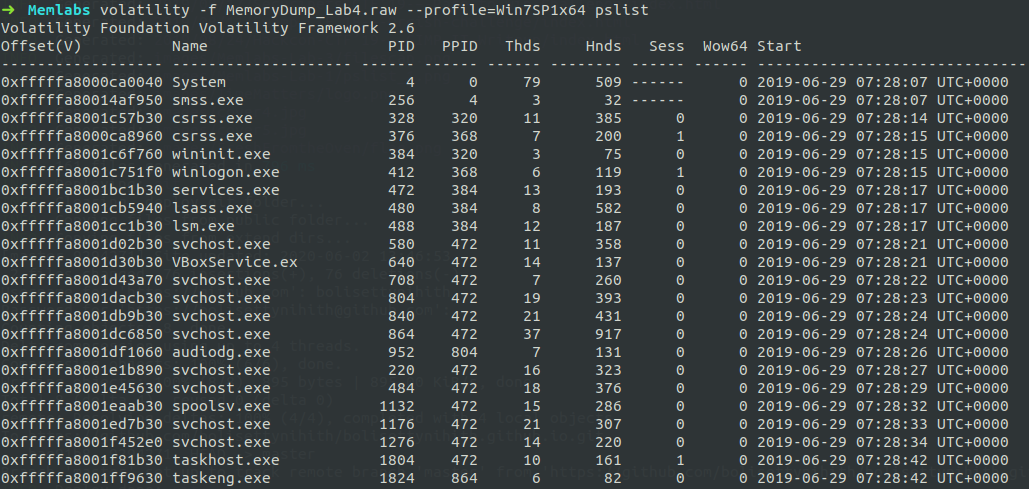 → Memlabs volatility -f MemoryDump_Lab4.raw --profile=Win7SP1x64 pslist
Volatility Foundation Volatility Framework 2.6
Offset(V) Name PID PPID Thds Hnds Sess Wow64 Start
------------------ -------------------- ------ ------ ------ -------- ------ ------ ------------------------------
0xfffffa8000ca0040 System 4 0 79 509 ------ 0 2019-06-29 07:28:07 UTC+0000
0xfffffa80014af950 smss.exe 256 4 3 32 ------ 0 2019-06-29 07:28:07 UTC+0000
0xfffffa8001c57b30 csrss.exe 328 320 11 385 0 0 2019-06-29 07:28:14 UTC+0000
0xfffffa8000ca8960 csrss.exe 376 368 7 200 1 0 2019-06-29 07:28:15 UTC+0000
0xfffffa8001c6f760 wininit.exe 384 320 3 75 0 0 2019-06-29 07:28:15 UTC+0000
0xfffffa8001c751f0 winlogon.exe 412 368 6 119 1 0 2019-06-29 07:28:15 UTC+0000
0xfffffa8001bc1b30 services.exe 472 384 13 193 0 0 2019-06-29 07:28:17 UTC+0000
0xfffffa8001cb5940 lsass.exe 480 384 8 582 0 0 2019-06-29 07:28:17 UTC+0000
0xfffffa8001cc1b30 lsm.exe 488 384 12 187 0 0 2019-06-29 07:28:17 UTC+0000
0xfffffa8001d02b30 svchost.exe 580 472 11 358 0 0 2019-06-29 07:28:21 UTC+0000
0xfffffa8001d30b30 VBoxService.ex 640 472 14 137 0 0 2019-06-29 07:28:21 UTC+0000
0xfffffa8001d43a70 svchost.exe 708 472 7 260 0 0 2019-06-29 07:28:22 UTC+0000
0xfffffa8001dacb30 svchost.exe 804 472 19 393 0 0 2019-06-29 07:28:23 UTC+0000
0xfffffa8001db9b30 svchost.exe 840 472 21 431 0 0 2019-06-29 07:28:24 UTC+0000
0xfffffa8001dc6850 svchost.exe 864 472 37 917 0 0 2019-06-29 07:28:24 UTC+0000
0xfffffa8001df1060 audiodg.exe 952 804 7 131 0 0 2019-06-29 07:28:26 UTC+0000
0xfffffa8001e1b890 svchost.exe 220 472 16 323 0 0 2019-06-29 07:28:27 UTC+0000
0xfffffa8001e45630 svchost.exe 484 472 18 376 0 0 2019-06-29 07:28:29 UTC+0000
0xfffffa8001eaab30 spoolsv.exe 1132 472 15 286 0 0 2019-06-29 07:28:32 UTC+0000
0xfffffa8001ed7b30 svchost.exe 1176 472 21 307 0 0 2019-06-29 07:28:33 UTC+0000
0xfffffa8001f452e0 svchost.exe 1276 472 14 220 0 0 2019-06-29 07:28:34 UTC+0000
0xfffffa8001f81b30 taskhost.exe 1804 472 10 161 1 0 2019-06-29 07:28:42 UTC+0000
0xfffffa8001ff9630 taskeng.exe 1824 864 6 82 0 0 2019-06-29 07:28:42 UTC+0000